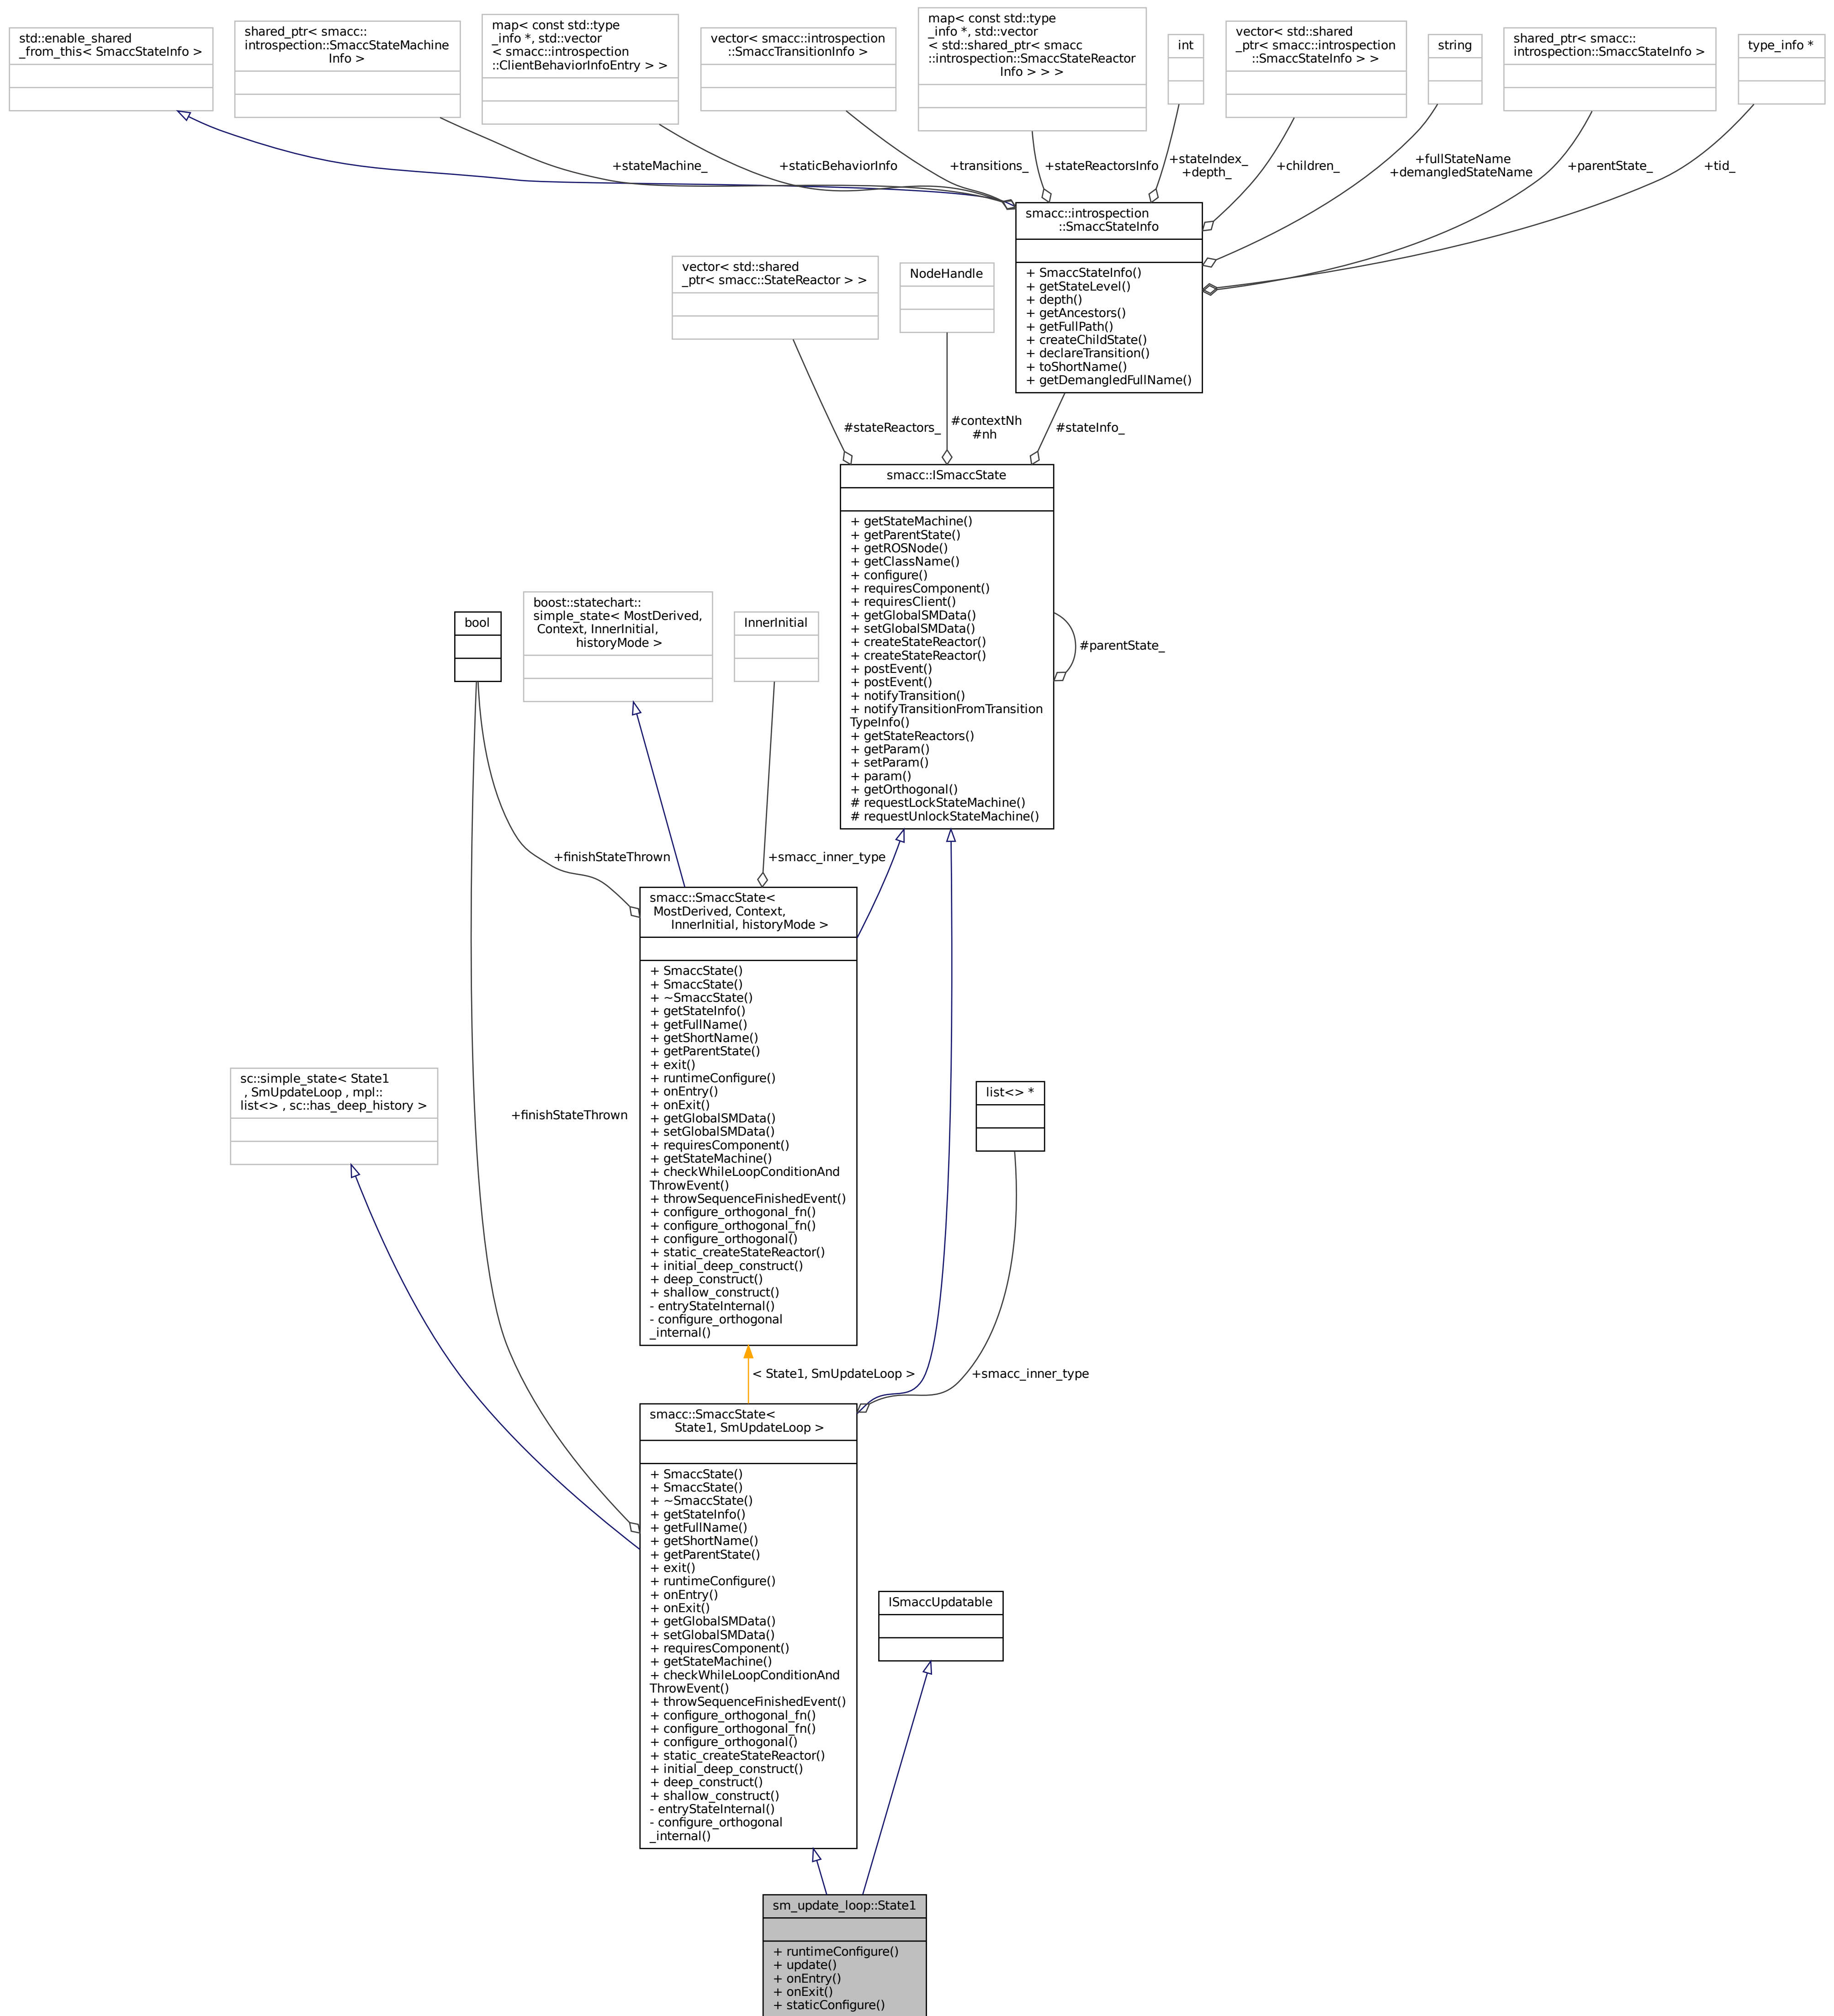 std::enable_shared
_from_this< SmaccStateInfo >
shared_ptr< smacc::
introspection::SmaccStateMachine
Info >
map< const std::type
_info *, std::vector
< smacc::introspection
::ClientBehaviorInfoEntry > >
vector< smacc::introspection
::SmaccTransitionInfo >
map< const std::type
_info *, std::vector
< std::shared_ptr< smacc
::introspection::SmaccStateReactor
Info > > >
int
vector< std::shared
_ptr< smacc::introspection
::SmaccStateInfo > >
string
shared_ptr< smacc::
introspection::SmaccStateInfo >
type_info *
+stateMachine_
+staticBehaviorInfo
+transitions_
+stateReactorsInfo
+stateIndex_
+depth_
+children_
+fullStateName
+demangledStateName
+parentState_
+tid_
smacc::introspection
::SmaccStateInfo
+ SmaccStateInfo()
+ getStateLevel()
+ depth()
+ getAncestors()
+ getFullPath()
+ createChildState()
+ declareTransition()
+ toShortName()
+ getDemangledFullName()
vector< std::shared
_ptr< smacc::StateReactor > >
NodeHandle
#stateReactors_
#contextNh
#nh
#stateInfo_
smacc::ISmaccState
+ getStateMachine()
+ getParentState()
+ getROSNode()
+ getClassName()
+ configure()
+ requiresComponent()
+ requiresClient()
+ getGlobalSMData()
+ setGlobalSMData()
+ createStateReactor()
+ createStateReactor()
+ postEvent()
+ postEvent()
+ notifyTransition()
+ notifyTransitionFromTransition
TypeInfo()
+ getStateReactors()
+ getParam()
+ setParam()
+ param()
+ getOrthogonal()
# requestLockStateMachine()
# requestUnlockStateMachine()
#parentState_
bool
boost::statechart::
simple_state< MostDerived,
Context, InnerInitial,
historyMode >
InnerInitial
+finishStateThrown
+smacc_inner_type
smacc::SmaccState<
MostDerived, Context,
InnerInitial, historyMode >
+ SmaccState()
+ SmaccState()
+ ~SmaccState()
+ getStateInfo()
+ getFullName()
+ getShortName()
+ getParentState()
+ exit()
+ runtimeConfigure()
+ onEntry()
+ onExit()
+ getGlobalSMData()
+ setGlobalSMData()
+ requiresComponent()
+ getStateMachine()
+ checkWhileLoopConditionAnd
ThrowEvent()
+ throwSequenceFinishedEvent()
+ configure_orthogonal_fn()
+ configure_orthogonal_fn()
+ configure_orthogonal()
+ static_createStateReactor()
+ initial_deep_construct()
+ deep_construct()
+ shallow_construct()
- entryStateInternal()
- configure_orthogonal
_internal()
sc::simple_state< State1
, SmUpdateLoop , mpl::
list<> , sc::has_deep_history >
+finishStateThrown
list<> *
< State1, SmUpdateLoop >
+smacc_inner_type
smacc::SmaccState<
State1, SmUpdateLoop >
+ SmaccState()
+ SmaccState()
+ ~SmaccState()
+ getStateInfo()
+ getFullName()
+ getShortName()
+ getParentState()
+ exit()
+ runtimeConfigure()
+ onEntry()
+ onExit()
+ getGlobalSMData()
+ setGlobalSMData()
+ requiresComponent()
+ getStateMachine()
+ checkWhileLoopConditionAnd
ThrowEvent()
+ throwSequenceFinishedEvent()
+ configure_orthogonal_fn()
+ configure_orthogonal_fn()
+ configure_orthogonal()
+ static_createStateReactor()
+ initial_deep_construct()
+ deep_construct()
+ shallow_construct()
- entryStateInternal()
- configure_orthogonal
_internal()
ISmaccUpdatable
sm_update_loop::State1
+ runtimeConfigure()
+ update()
+ onEntry()
+ onExit()
+ staticConfigure()